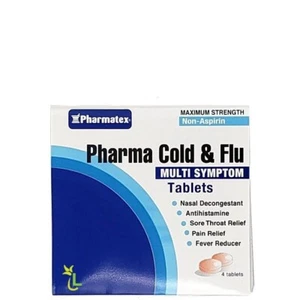 Pharmatex
MAXIMUM STRENGTH
Non-Aspirin
Pharma Cold & Flu
MULTI SYMPTOM
Tablets
Nasal Decongestant
Antihistamine
Sore Throat Relief
Pain Relief
Fever Reducer
4 tablets
L